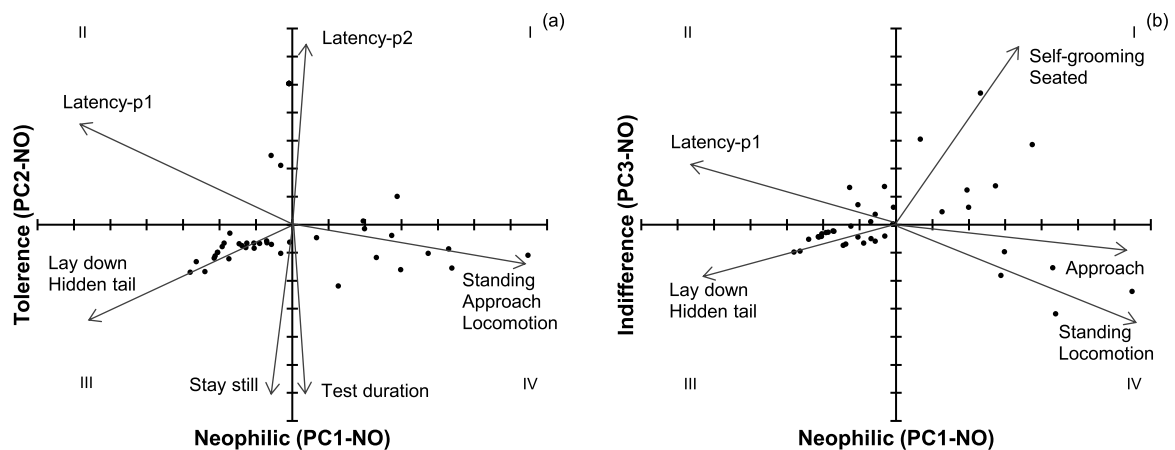 (a)
II
I
Latency-p2
Latency-p1
Tolerence (PC2-NO)
Lay down
Hidden tail
Standing
Approach
Locomotion
III
Stay still
Test duration
IV
Neophilic (PC1-NO)
(b)
II
I
Self-grooming
Seated
Latency-p1
Indifference (PC3-NO)
Approach
Lay down
Hidden tail
Standing
Locomotion
III
IV
Neophilic (PC1-NO)